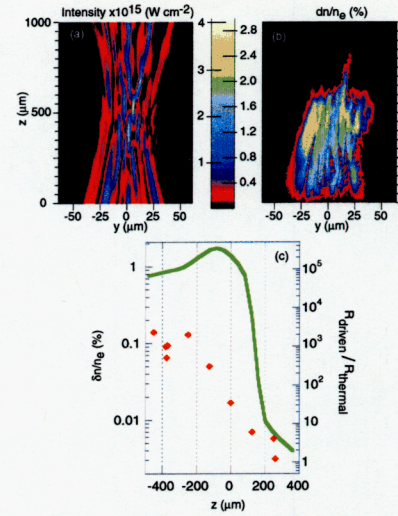 Intensity x10¹⁵ (W cm⁻²)
dn/nₑ (%)
(a)
(b)
1000
500
0
z (μm)
-50 -25 0 25 50
y (μm)
4
3
2
1
2.8
2.4
2.0
1.6
1.2
0.8
0.4
-50 -25 0 25 50
y (μm)
(c)
1
0.1
0.01
δn/nₑ (%)
10⁵
10⁴
10³
10²
10
1
R_driven / R_thermal
-400 -200 0 200 400
z (μm)